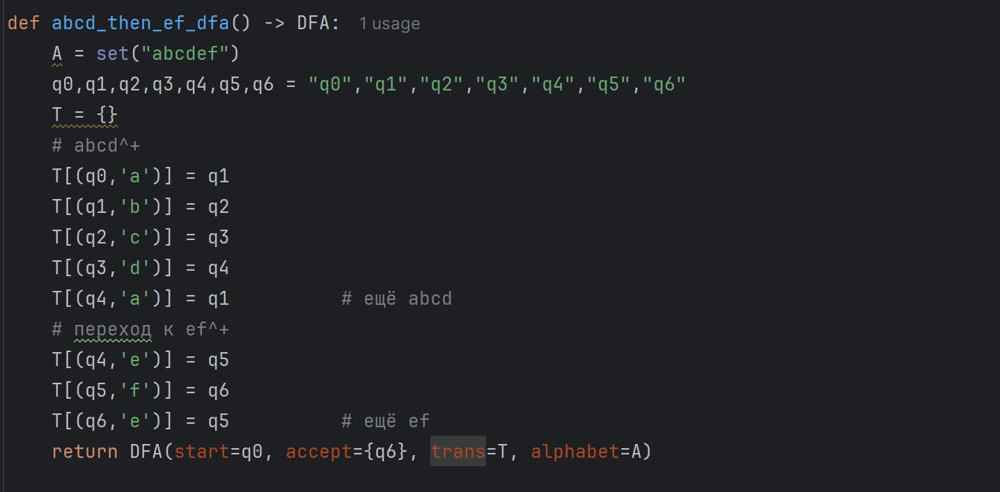 def abcd_then_ef_dfa() -> DFA:  1 usage
    A = set("abcdef")
    q0,q1,q2,q3,q4,q5,q6 = "q0","q1","q2","q3","q4","q5","q6"
    T = {}
    # abcd^+
    T[(q0,'a')] = q1
    T[(q1,'b')] = q2
    T[(q2,'c')] = q3
    T[(q3,'d')] = q4
    T[(q4,'a')] = q1          # ещё abcd
    # переход к ef^+
    T[(q4,'e')] = q5
    T[(q5,'f')] = q6
    T[(q6,'e')] = q5          # ещё ef
    return DFA(start=q0, accept={q6}, trans=T, alphabet=A)